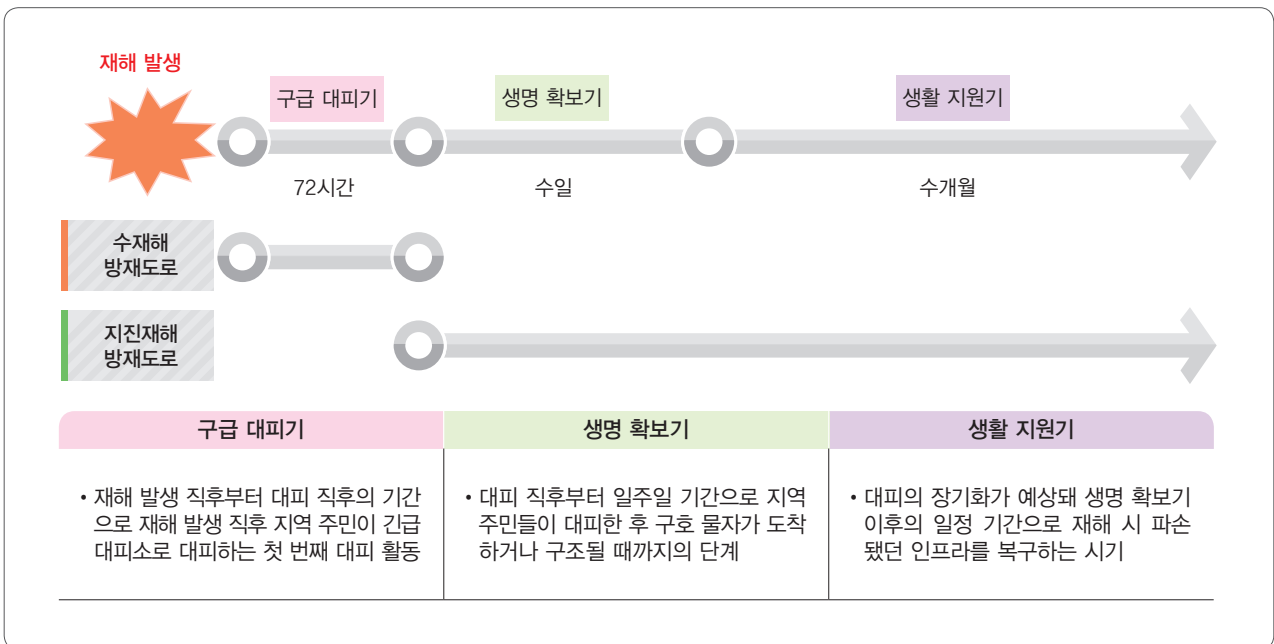 재해 발생
구급 대피기
생명 확보기
생활 지원기
72시간
수일
수개월
수재해
방재도로
지진재해
방재도로
구급 대피기
생명 확보기
생활 지원기
• 재해 발생 직후부터 대피 직후의 기간
으로 재해 발생 직후 지역 주민이 긴급
대피소로 대피하는 첫 번째 대피 활동
• 대피 직후부터 일주일 기간으로 지역
주민들이 대피한 후 구호 물자가 도착
하거나 구조될 때까지의 단계
• 대피의 장기화가 예상돼 생명 확보기
이후의 일정 기간으로 재해 시 파손
됐던 인프라를 복구하는 시기